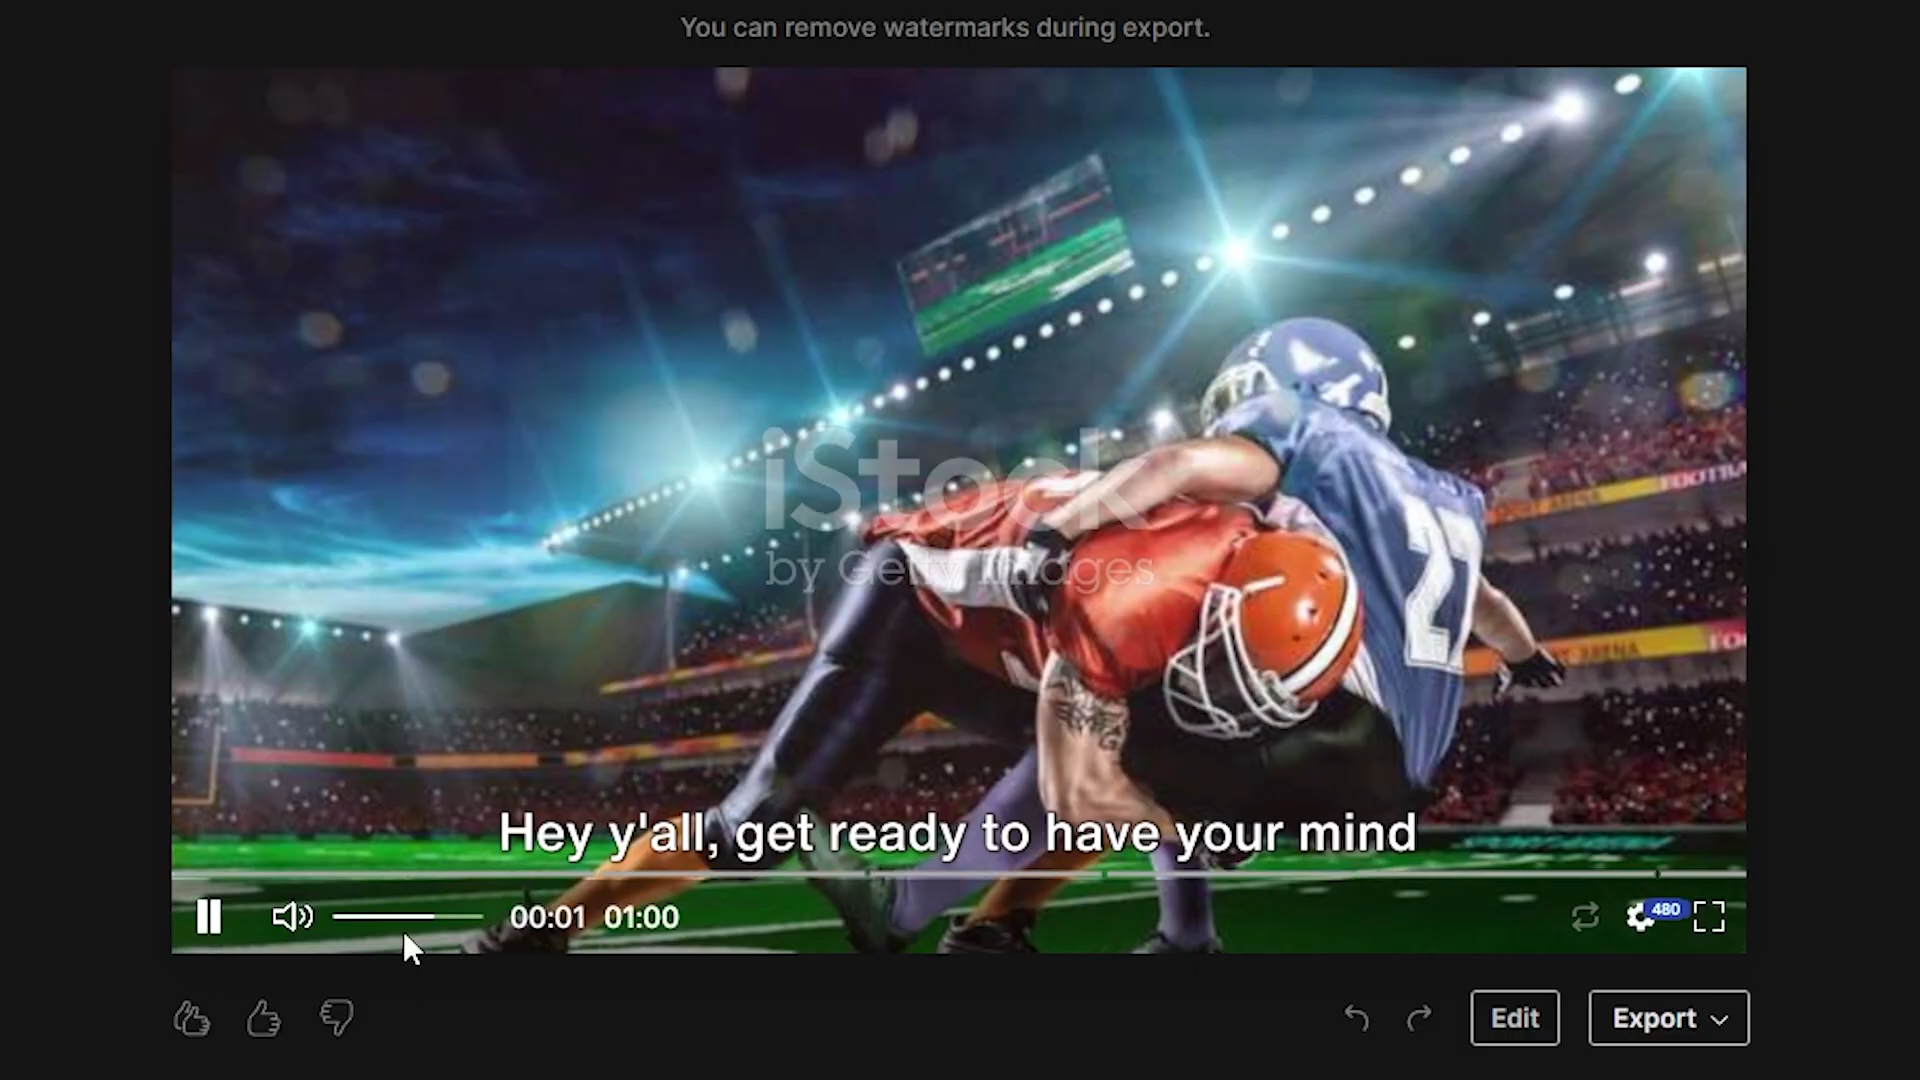 You can remove watermarks during export.
iStock
by Getty Images
27
ARENA
Hey y'all, get ready to have your mind
00:01 01:00
480
Edit
Export